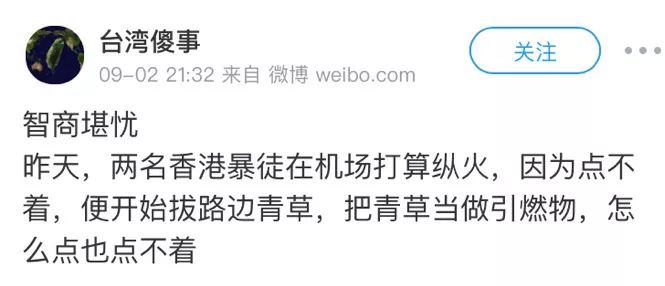 台湾傻事
关注
09-02 21:32 来自 微博 weibo.com
智商堪忧
昨天，两名香港暴徒在机场打算纵火，因为点不
着，便开始拔路边青草，把青草当做引燃物，怎
么点也点不着